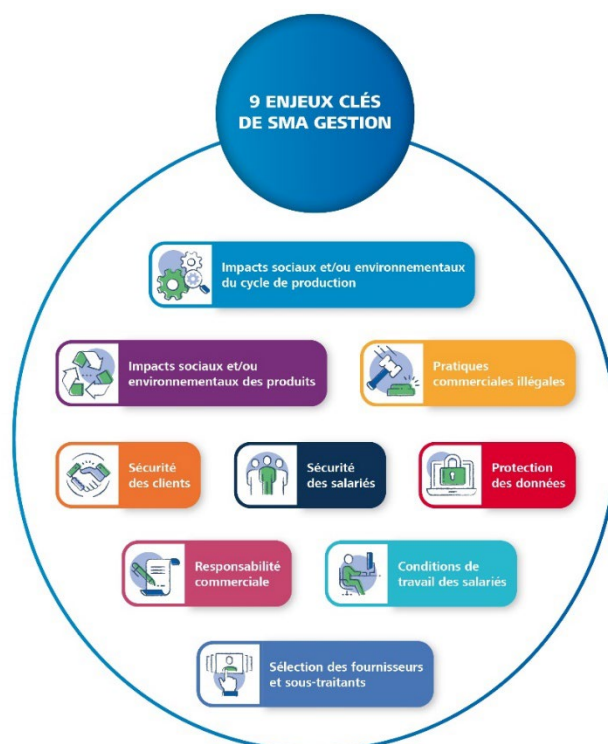 9 ENJEUX CLÉS
DE SMA GESTION
Impacts sociaux et/ou environnementaux
du cycle de production
Impacts sociaux et/ou
environnementaux des produits
Pratiques
commerciales illégales
Sécurité
des clients
Sécurité
des salariés
Protection
des données
Responsabilité
commerciale
Conditions de
travail des salariés
Sélection des fournisseurs
et sous-traitants